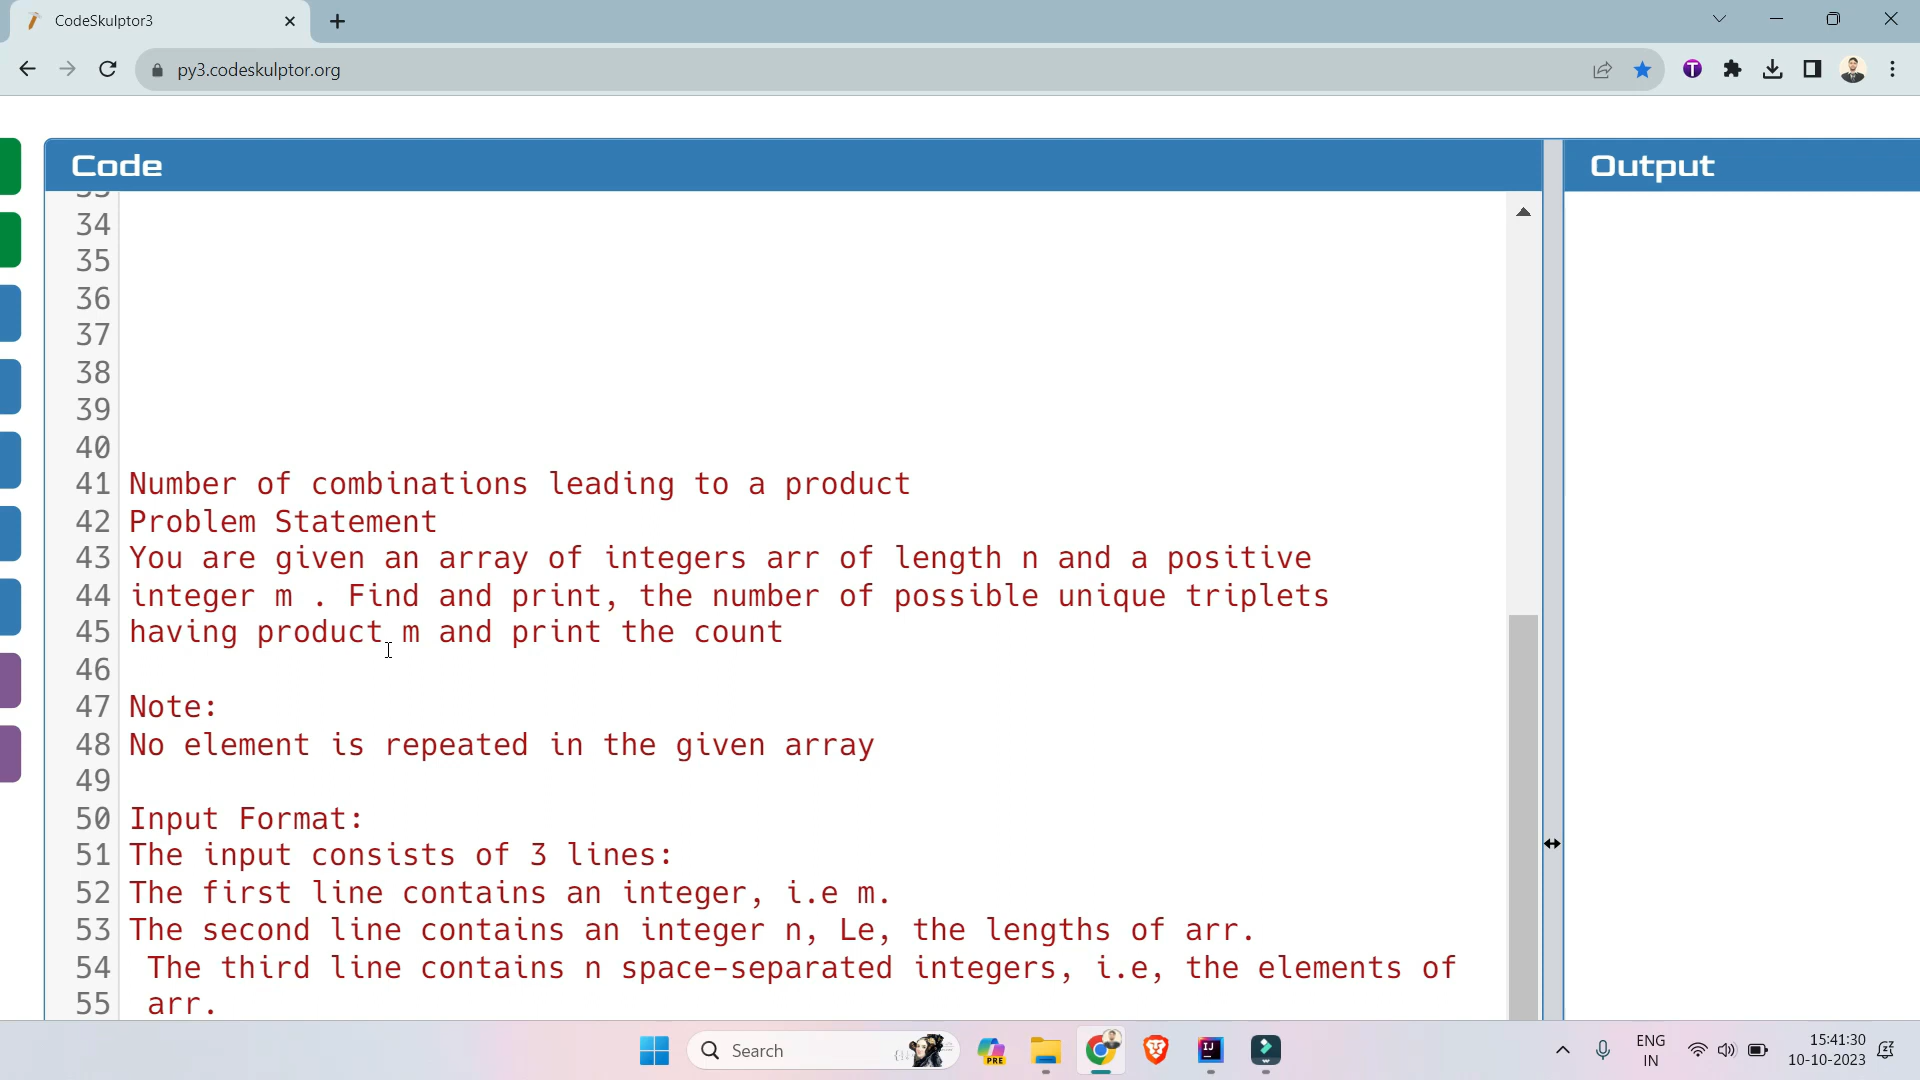 CodeSkulptor3
py3.codeskulptor.org
Code
Output
34
35
36
37
38
39
40
41 Number of combinations leading to a product
42 Problem Statement
43 You are given an array of integers arr of length n and a positive
44 integer m . Find and print, the number of possible unique triplets
45 having product m and print the count
46
47 Note:
48 No element is repeated in the given array
49
50 Input Format:
51 The input consists of 3 lines:
52 The first line contains an integer, i.e m.
53 The second line contains an integer n, Le, the lengths of arr.
54 The third line contains n space-separated integers, i.e, the elements of
55 arr.
Search
PRE
IJ
ENG
IN
15:41:30
10-10-2023